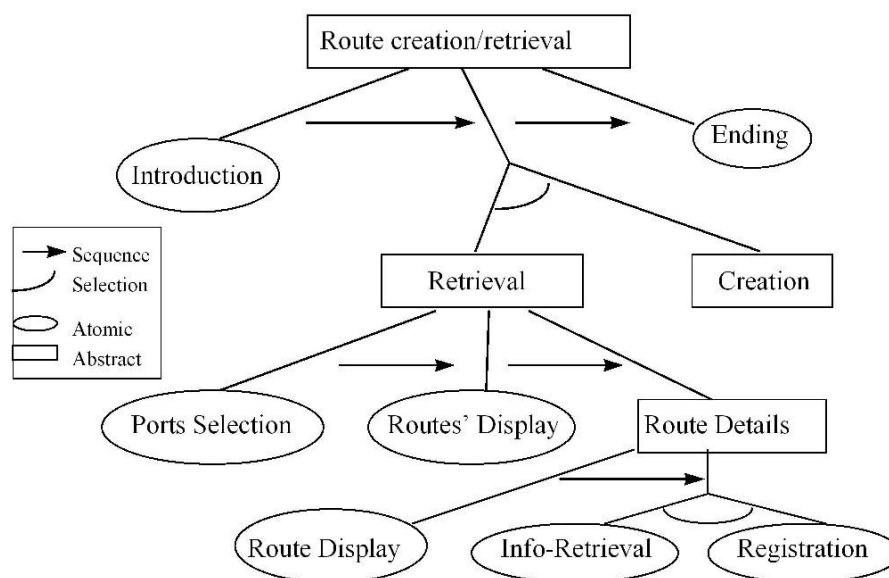 Route creation/retrieval
Ending
Introduction
Sequence
Selection
Atomic
Abstract
Retrieval
Creation
Ports Selection
Routes’ Display
Route Details
Route Display
Info-Retrieval
Registration